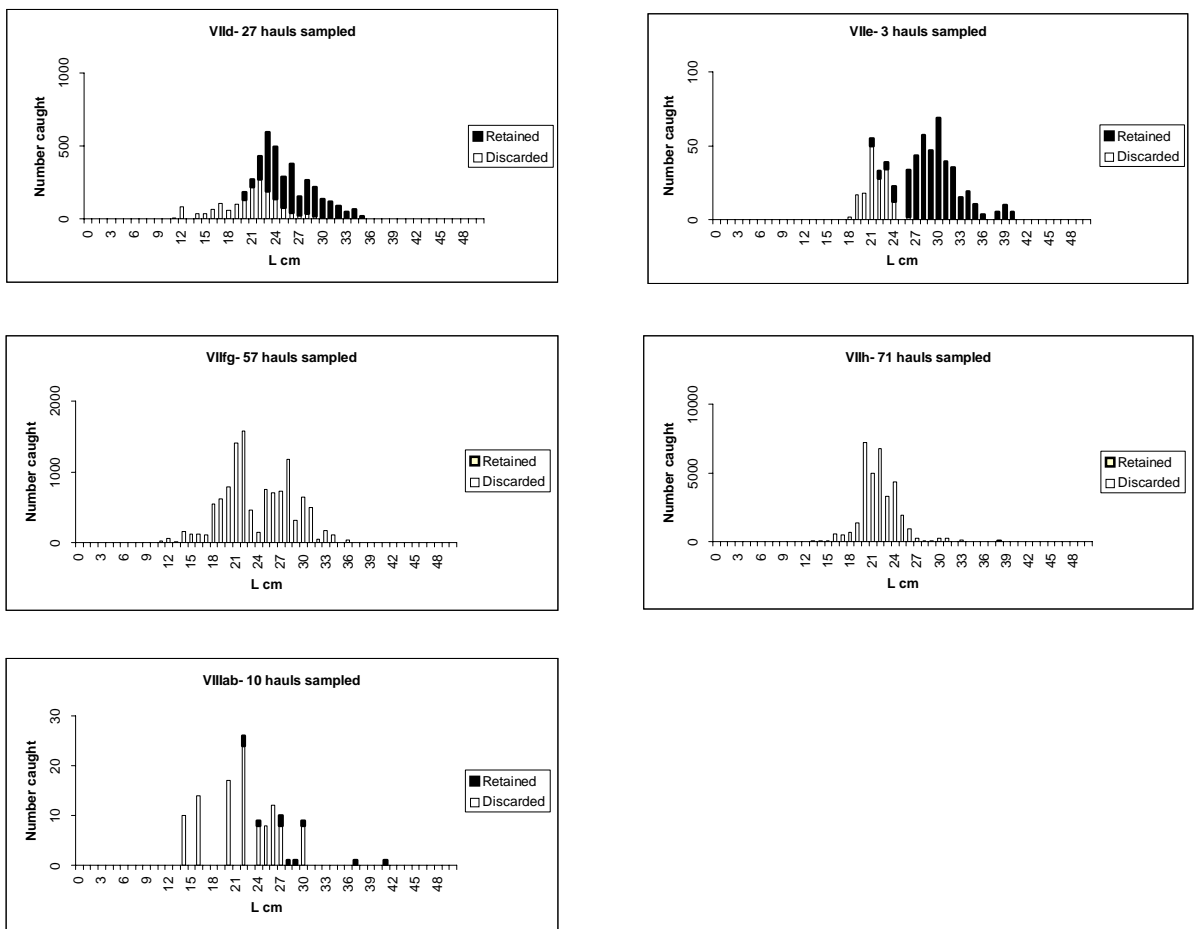 VIId- 27 hauls sampled
Number caught
1000
500
0
0 3 6 9 12 15 18 21 24 27 30 33 36 39 42 45 48
L cm
Retained
Discarded
VIIe- 3 hauls sampled
Number caught
100
50
0
0 3 6 9 12 15 18 21 24 27 30 33 36 39 42 45 48
L cm
Retained
Discarded
VIIfg- 57 hauls sampled
Number caught
2000
1000
0
0 3 6 9 12 15 18 21 24 27 30 33 36 39 42 45 48
L cm
Retained
Discarded
VIIh- 71 hauls sampled
Number caught
10000
5000
0
0 3 6 9 12 15 18 21 24 27 30 33 36 39 42 45 48
L cm
Retained
Discarded
VIIIab- 10 hauls sampled
Number caught
30
20
10
0
0 3 6 9 12 15 18 21 24 27 30 33 36 39 42 45 48
L cm
Retained
Discarded